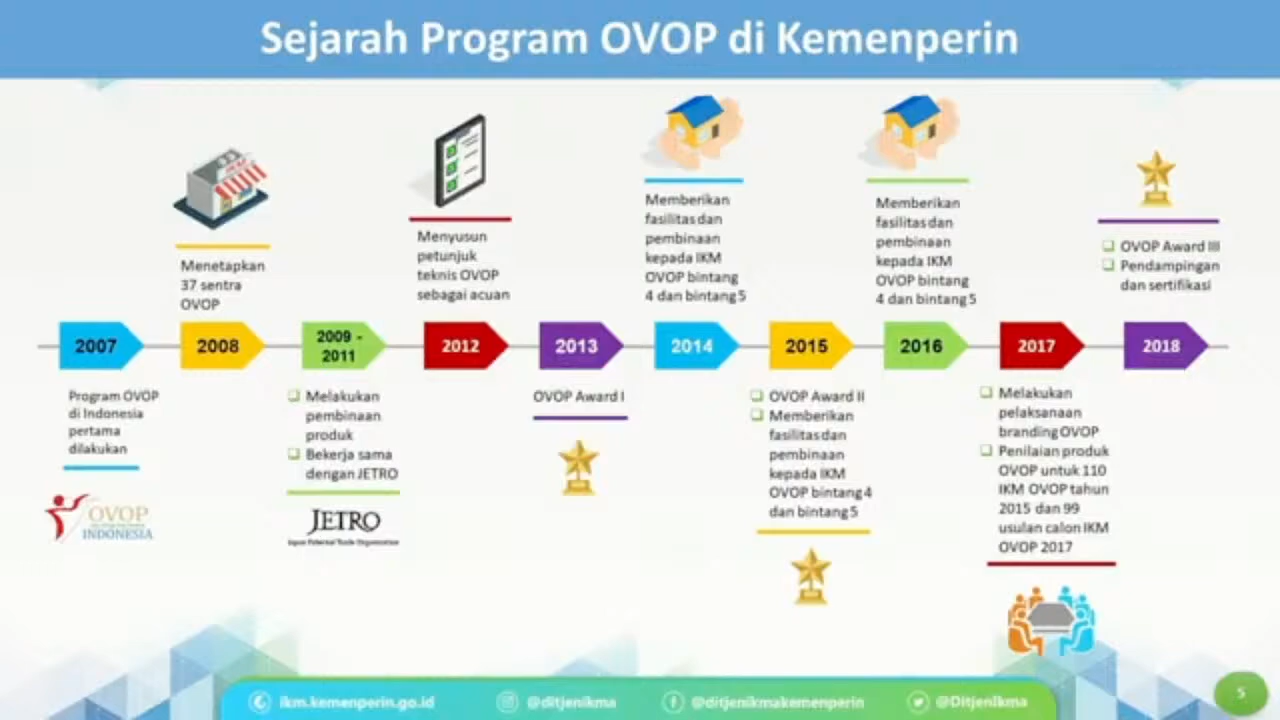 Sejarah Program OVOP di Kemenperin
2007
Program OVOP
di Indonesia
pertama
dilakukan
OVOP
INDONESIA
Menetapkan
37 sentra
OVOP
2008
2009 -
2011
❑ Melakukan
pembinaan
produk
❑ Bekerja sama
dengan JETRO
JETRO
Japan External Trade Organization
Menyusun
petunjuk
teknis OVOP
sebagai acuan
2012
2013
OVOP Award I
Memberikan
fasilitas dan
pembinaan
kepada IKM
OVOP bintang
4 dan bintang 5
2014
2015
❑ OVOP Award II
❑ Memberikan
fasilitas dan
pembinaan
kepada IKM
OVOP bintang 4
dan bintang 5
Memberikan
fasilitas dan
pembinaan
kepada IKM
OVOP bintang
4 dan bintang 5
2016
2017
❑ Melakukan
pelaksanaan
branding OVOP
❑ Penilaian produk
OVOP untuk 110
IKM OVOP tahun
2015 dan 99
usulan calon IKM
OVOP 2017
❑ OVOP Award III
❑ Pendampingan
dan sertifikasi
2018
ikm.kemenperin.go.id
@ditjenikma
@ditjenikmakemenperin
@DitjenIkma
5